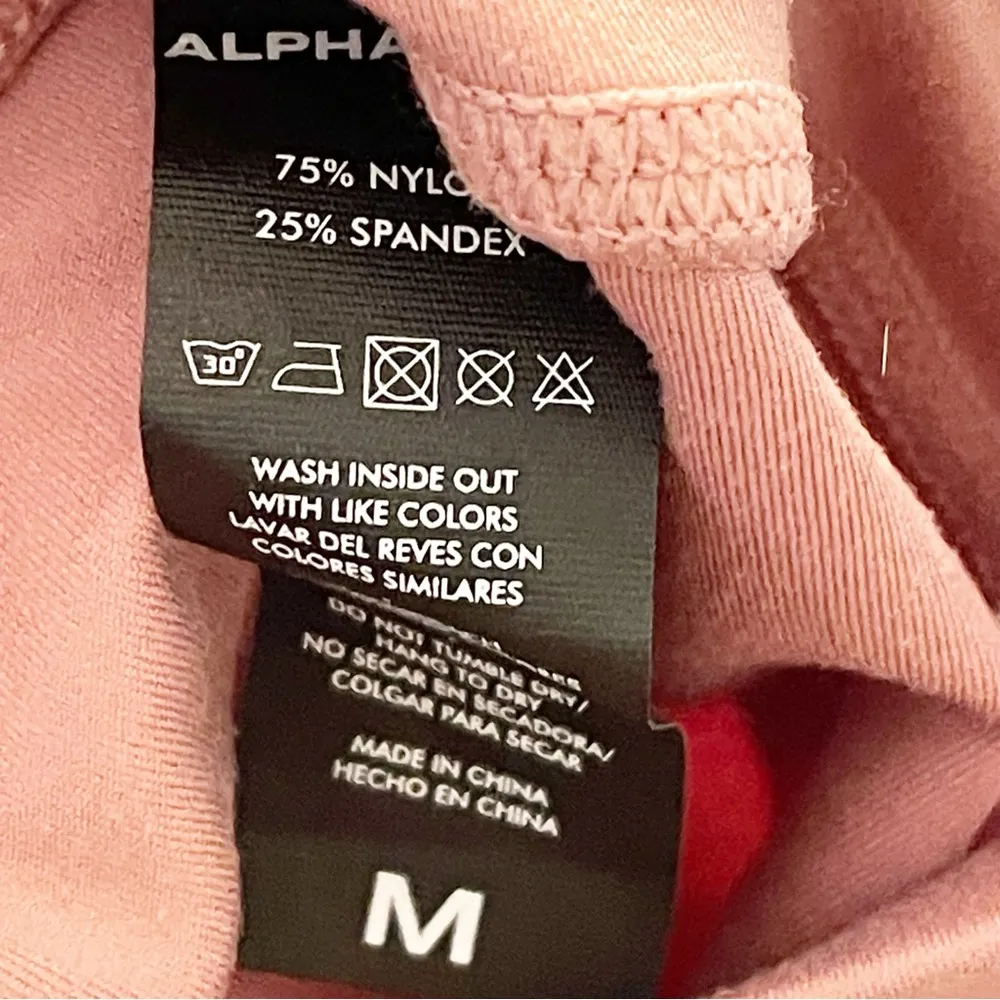 ALPHA
75% NYLO
25% SPANDEX
30°
WASH INSIDE OUT
WITH LIKE COLORS
LAVAR DEL REVES CON
COLORES SIMILARES
DO NOT TUMBLE DRY/
HANG TO DRY
NO SECAR EN SECADORA/
COLGAR PARA SECAR
MADE IN CHINA
HECHO EN CHINA
M